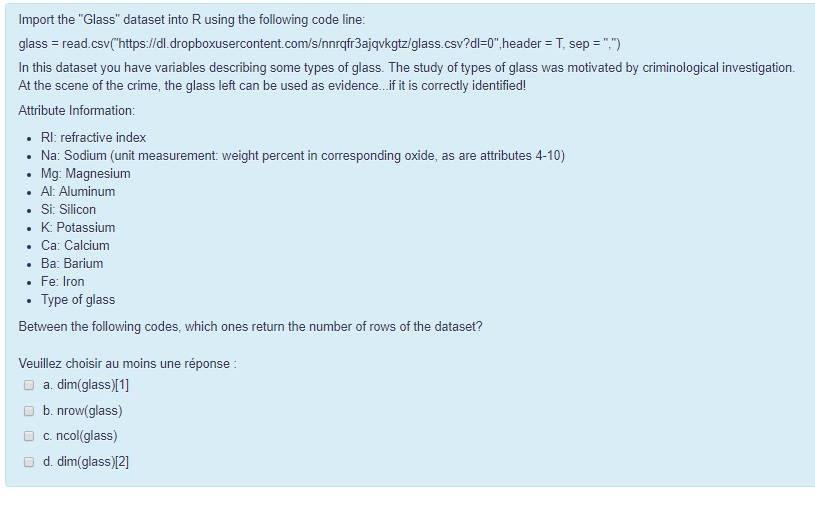 Import the "Glass" dataset into R using the following code line:
glass = read.csv("https://dl.dropboxusercontent.com/s/nnrqfr3ajqvkgtz/glass.csv?dl=0",header = T, sep = ",")
In this dataset you have variables describing some types of glass. The study of types of glass was motivated by criminological investigation.
At the scene of the crime, the glass left can be used as evidence...if it is correctly identified!
Attribute Information:
• RI: refractive index
• Na: Sodium (unit measurement: weight percent in corresponding oxide, as are attributes 4-10)
• Mg: Magnesium
• Al: Aluminum
• Si: Silicon
• K: Potassium
• Ca: Calcium
• Ba: Barium
• Fe: Iron
• Type of glass
Between the following codes, which ones return the number of rows of the dataset?
Veuillez choisir au moins une réponse :
a. dim(glass)[1]
b. nrow(glass)
c. ncol(glass)
d. dim(glass)[2]